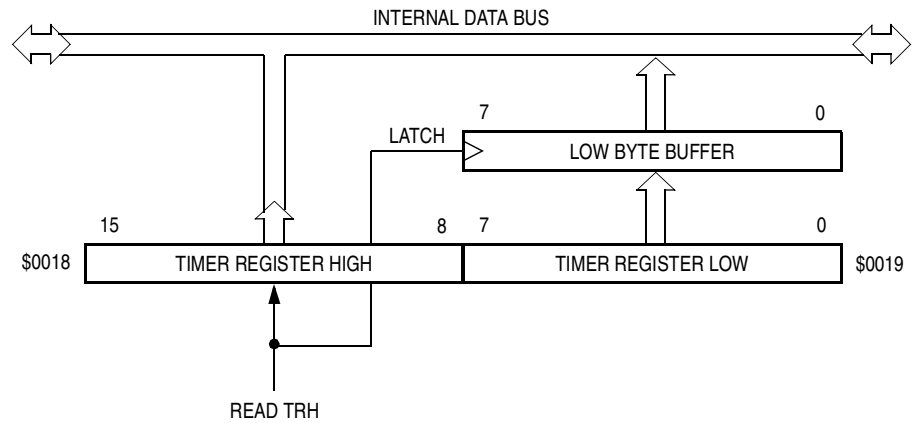 INTERNAL DATA BUS
7 0
LATCH
LOW BYTE BUFFER
15 8 7 0
$0018 TIMER REGISTER HIGH TIMER REGISTER LOW $0019
READ TRH